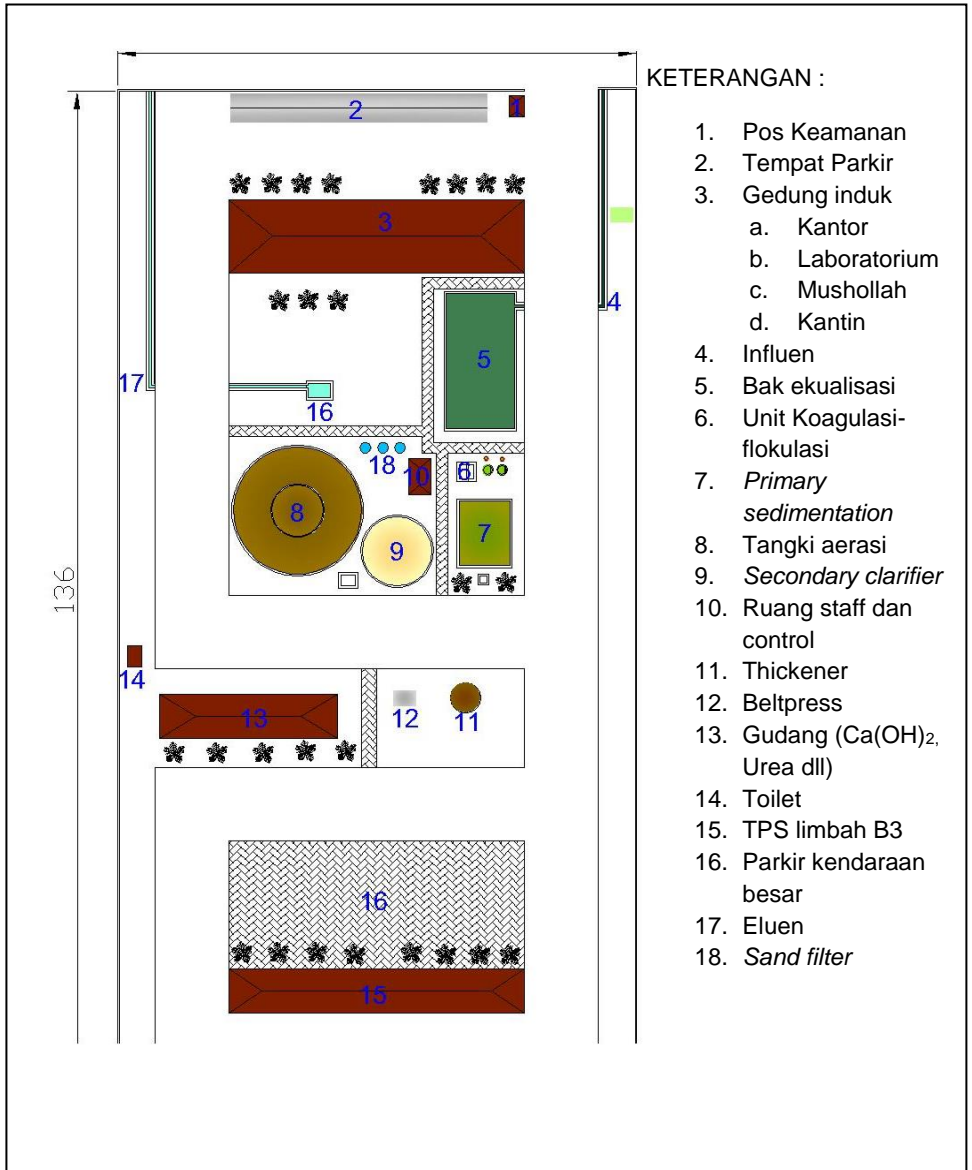 KETERANGAN :
1. Pos Keamanan
2. Tempat Parkir
3. Gedung induk
a. Kantor
b. Laboratorium
c. Mushollah
d. Kantin
4. Influen
5. Bak ekualisasi
6. Unit Koagulasi-
flokulasi
7. Primary
sedimentation
8. Tangki aerasi
9. Secondary clarifier
10. Ruang staff dan
control
11. Thickener
12. Beltpress
13. Gudang (Ca(OH)2,
Urea dll)
14. Toilet
15. TPS limbah B3
16. Parkir kendaraan
besar
17. Eluen
18. Sand filter
1
2
3
4
5
17
16
18
10
6
8
9
7
136
14
13
12
11
16
15